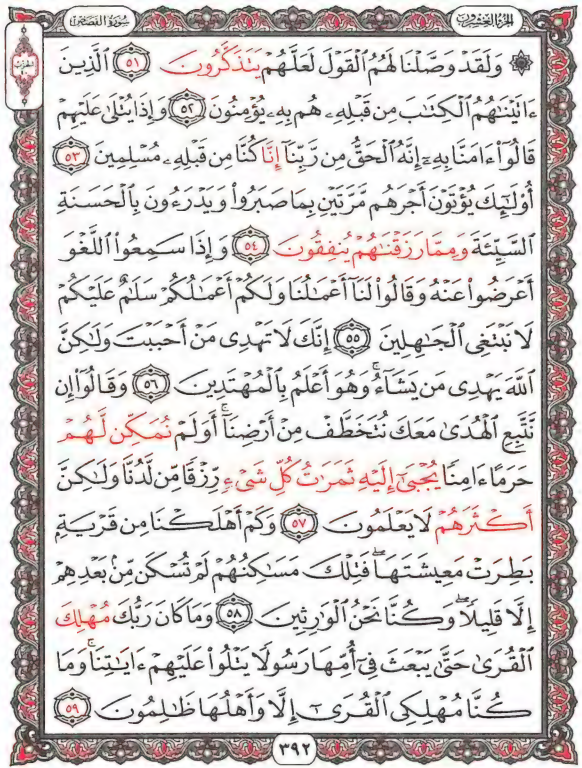 الجزء العشرون
سورة القصص
۞ وَلَقَدْ وَصَّلْنَا لَهُمُ ٱلْقَوْلَ لَعَلَّهُمْ يَتَذَكَّرُونَ ٥١ ٱلَّذِينَ
ءَاتَيْنَٰهُمُ ٱلْكِتَٰبَ مِن قَبْلِهِۦ هُم بِهِۦ يُؤْمِنُونَ ٥٢ وَإِذَا يُتْلَىٰ عَلَيْهِمْ
قَالُوٓا۟ ءَامَنَّا بِهِۦٓ إِنَّهُ ٱلْحَقُّ مِن رَّبِّنَآ إِنَّا كُنَّا مِن قَبْلِهِۦ مُسْلِمِينَ ٥٣
أُو۟لَٰٓئِكَ يُؤْتَوْنَ أَجْرَهُم مَّرَّتَيْنِ بِمَا صَبَرُوا۟ وَيَدْرَءُونَ بِٱلْحَسَنَةِ
ٱلسَّيِّئَةَ وَمِمَّا رَزَقْنَٰهُمْ يُنفِقُونَ ٥٤ وَإِذَا سَمِعُوا۟ ٱللَّغْوَ
أَعْرَضُوا۟ عَنْهُ وَقَالُوا۟ لَنَآ أَعْمَٰلُنَا وَلَكُمْ أَعْمَٰلُكُمْ سَلَٰمٌ عَلَيْكُمْ
لَا نَبْتَغِى ٱلْجَٰهِلِينَ ٥٥ إِنَّكَ لَا تَهْدِى مَنْ أَحْبَبْتَ وَلَٰكِنَّ
ٱللَّهَ يَهْدِى مَن يَشَآءُ ۚ وَهُوَ أَعْلَمُ بِٱلْمُهْتَدِينَ ٥٦ وَقَالُوٓا۟ إِن
نَّتَّبِعِ ٱلْهُدَىٰ مَعَكَ نُتَخَطَّفْ مِنْ أَرْضِنَآ ۚ أَوَلَمْ نُمَكِّن لَّهُمْ
حَرَمًا ءَامِنًا يُجْبَىٰٓ إِلَيْهِ ثَمَرَٰتُ كُلِّ شَىْءٍ رِّزْقًا مِّن لَّدُنَّا وَلَٰكِنَّ
أَكْثَرَهُمْ لَا يَعْلَمُونَ ٥٧ وَكَمْ أَهْلَكْنَا مِن قَرْيَةٍۭ
بَطِرَتْ مَعِيشَتَهَا ۖ فَتِلْكَ مَسَٰكِنُهُمْ لَمْ تُسْكَن مِّنۢ بَعْدِهِمْ
إِلَّا قَلِيلًا ۖ وَكُنَّا نَحْنُ ٱلْوَٰرِثِينَ ٥٨ وَمَا كَانَ رَبُّكَ مُهْلِكَ
ٱلْقُرَىٰ حَتَّىٰ يَبْعَثَ فِىٓ أُمِّهَا رَسُولًا يَتْلُوا۟ عَلَيْهِمْ ءَايَٰتِنَا ۚ وَمَا
كُنَّا مُهْلِكِى ٱلْقُرَىٰٓ إِلَّا وَأَهْلُهَا ظَٰلِمُونَ ٥٩
٣٩٢